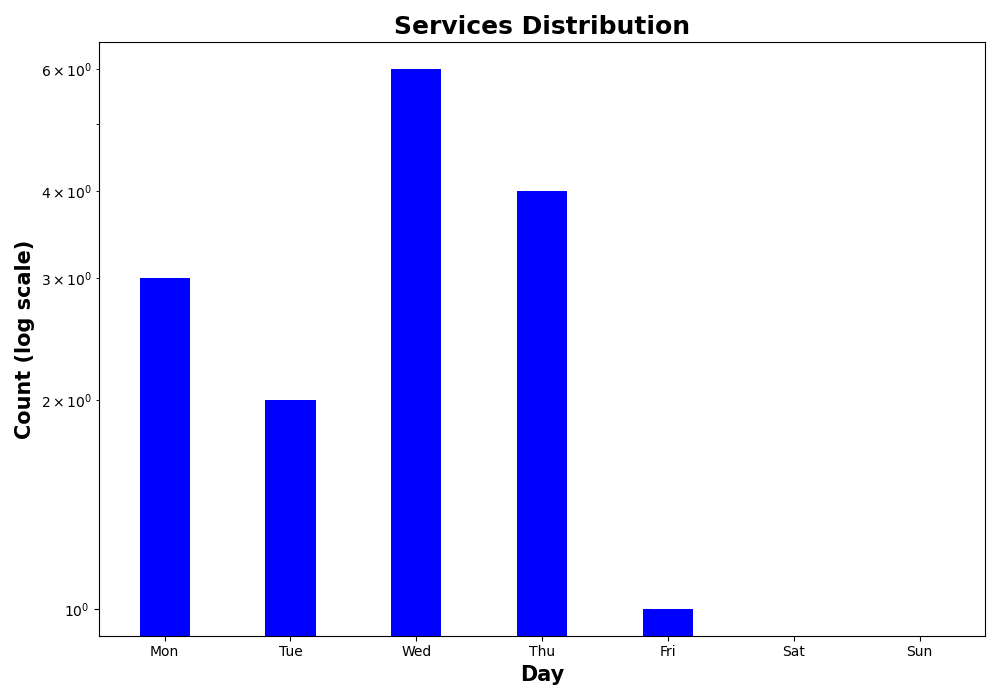 Services Distribution
Count (log scale)
6 × 10⁰
4 × 10⁰
3 × 10⁰
2 × 10⁰
10⁰
Mon Tue Wed Thu Fri Sat Sun
Day